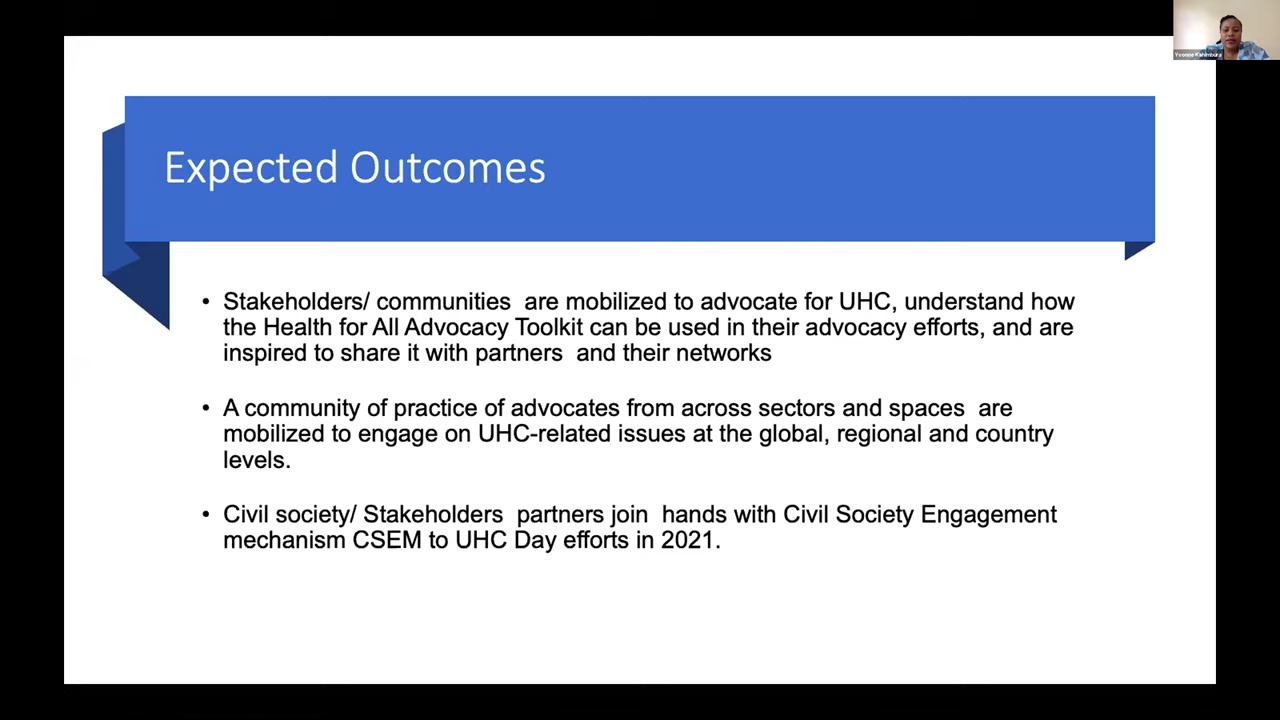 Yvonne Kahimbura
Expected Outcomes
• Stakeholders/ communities  are mobilized to advocate for UHC, understand how
the Health for All Advocacy Toolkit can be used in their advocacy efforts, and are
inspired to share it with partners  and their networks
• A community of practice of advocates from across sectors and spaces  are
mobilized to engage on UHC-related issues at the global, regional and country
levels.
• Civil society/ Stakeholders  partners join  hands with Civil Society Engagement
mechanism CSEM to UHC Day efforts in 2021.